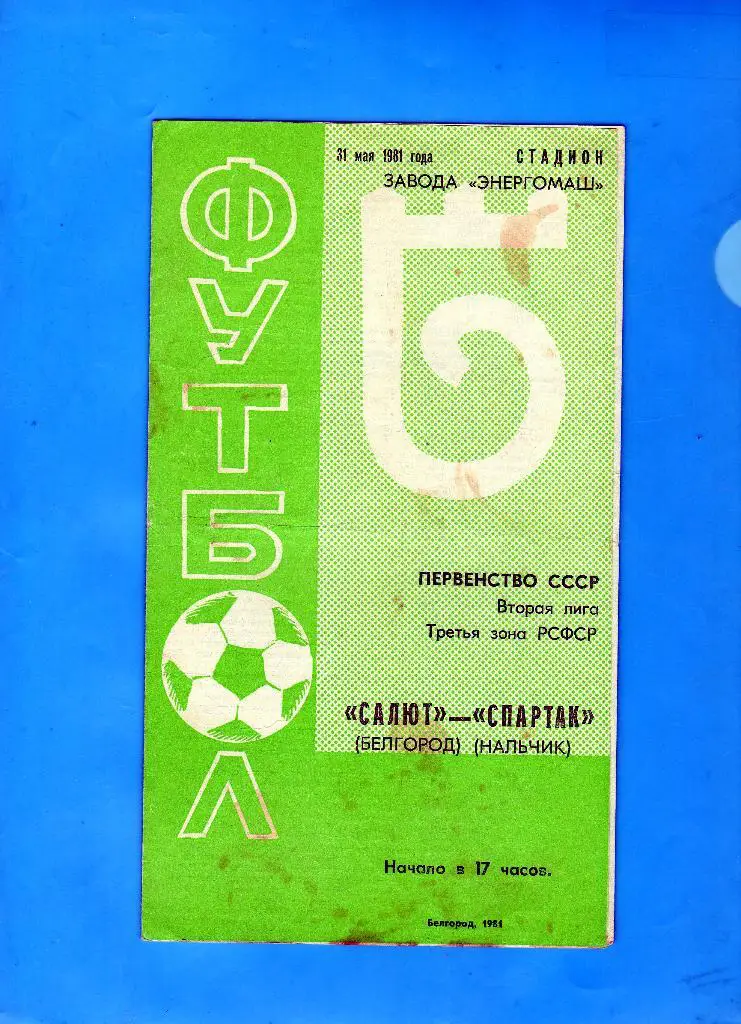 ФУТБОЛ
31 мая 1981 года
СТАДИОН
ЗАВОДА «ЭНЕРГОМАШ»
Б
ПЕРВЕНСТВО СССР
Вторая лига
Третья зона РСФСР
«САЛЮТ»—«СПАРТАК»
(БЕЛГОРОД) (НАЛЬЧИК)
Начало в 17 часов.
Белгород, 1981